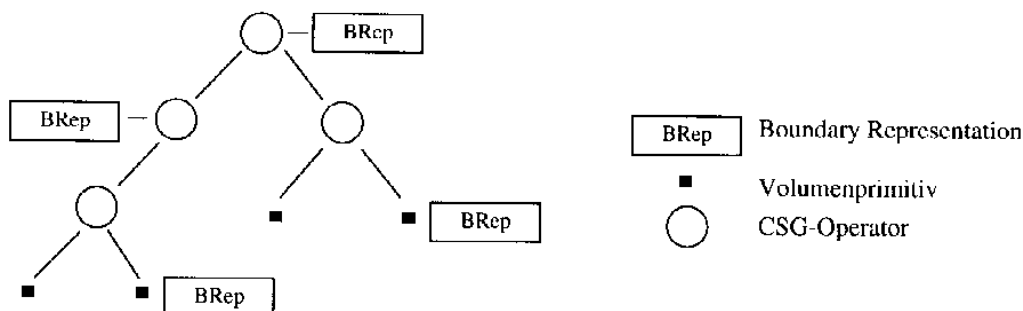 BRep
BRep
BRep
BRep
BRep Boundary Representation
Volumenprimitiv
CSG-Operator